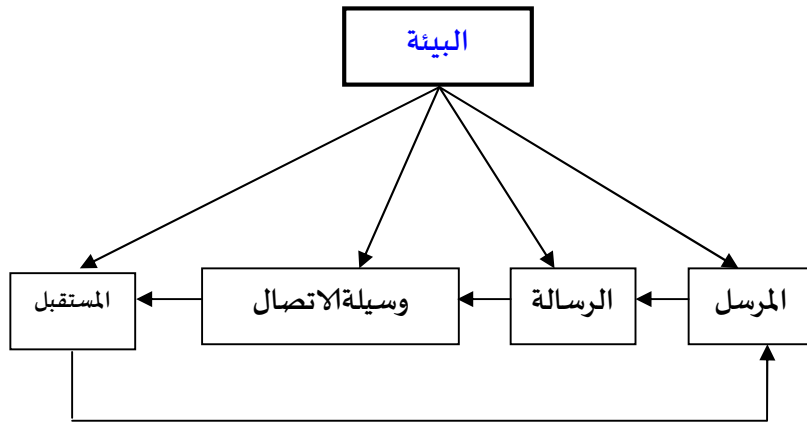 البيئة
المرسل
الرسالة
وسيلةالاتصال
المستقبل